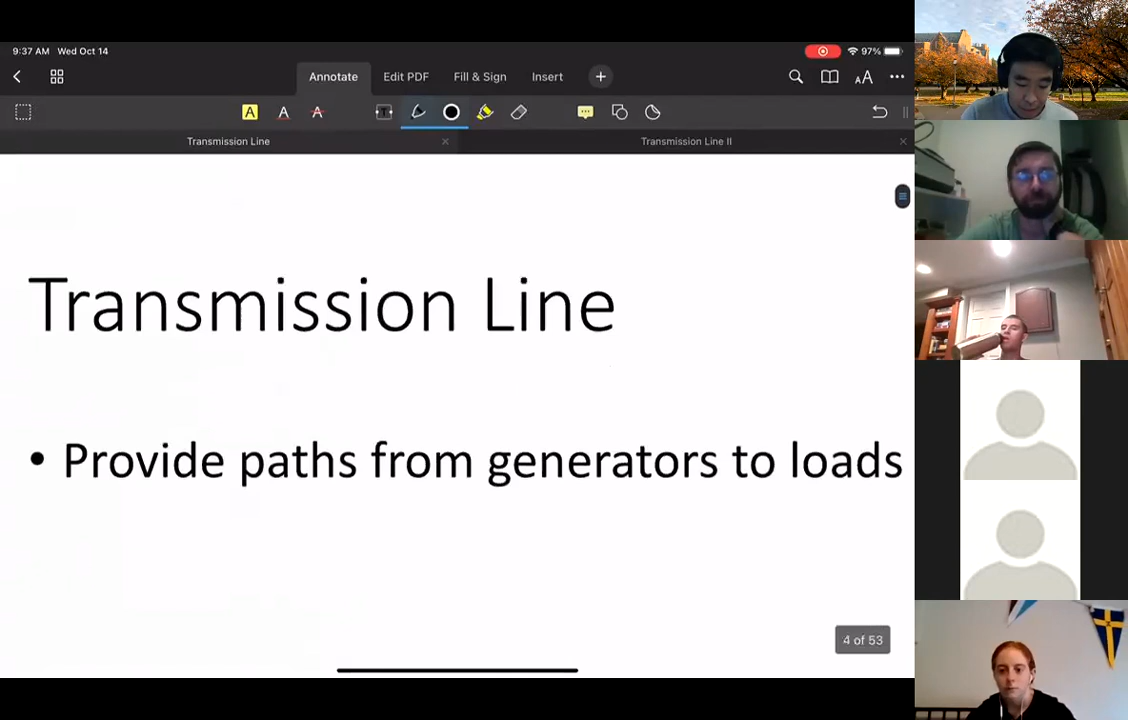 9:37 AM Wed Oct 14
97%
Annotate Edit PDF Fill & Sign Insert
A A A T
Transmission Line Transmission Line II
Transmission Line
• Provide paths from generators to loads
4 of 53